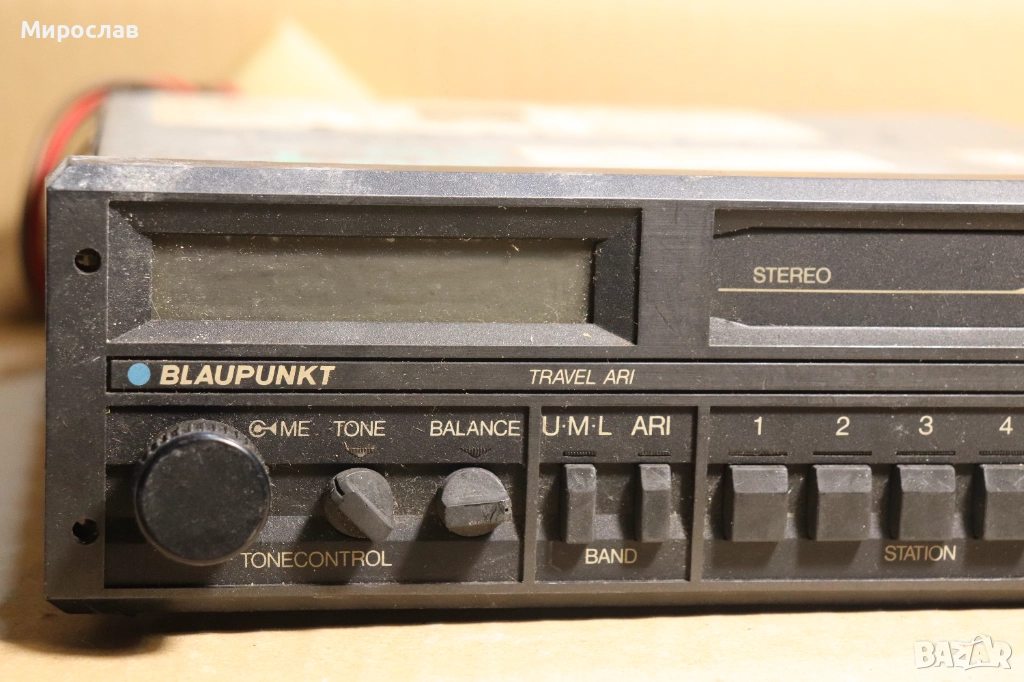 Мирослав
STEREO
BLAUPUNKT TRAVEL ARI
ME TONE BALANCE U·M·L ARI 1 2 3 4
TONECONTROL BAND STATION
BAZAR